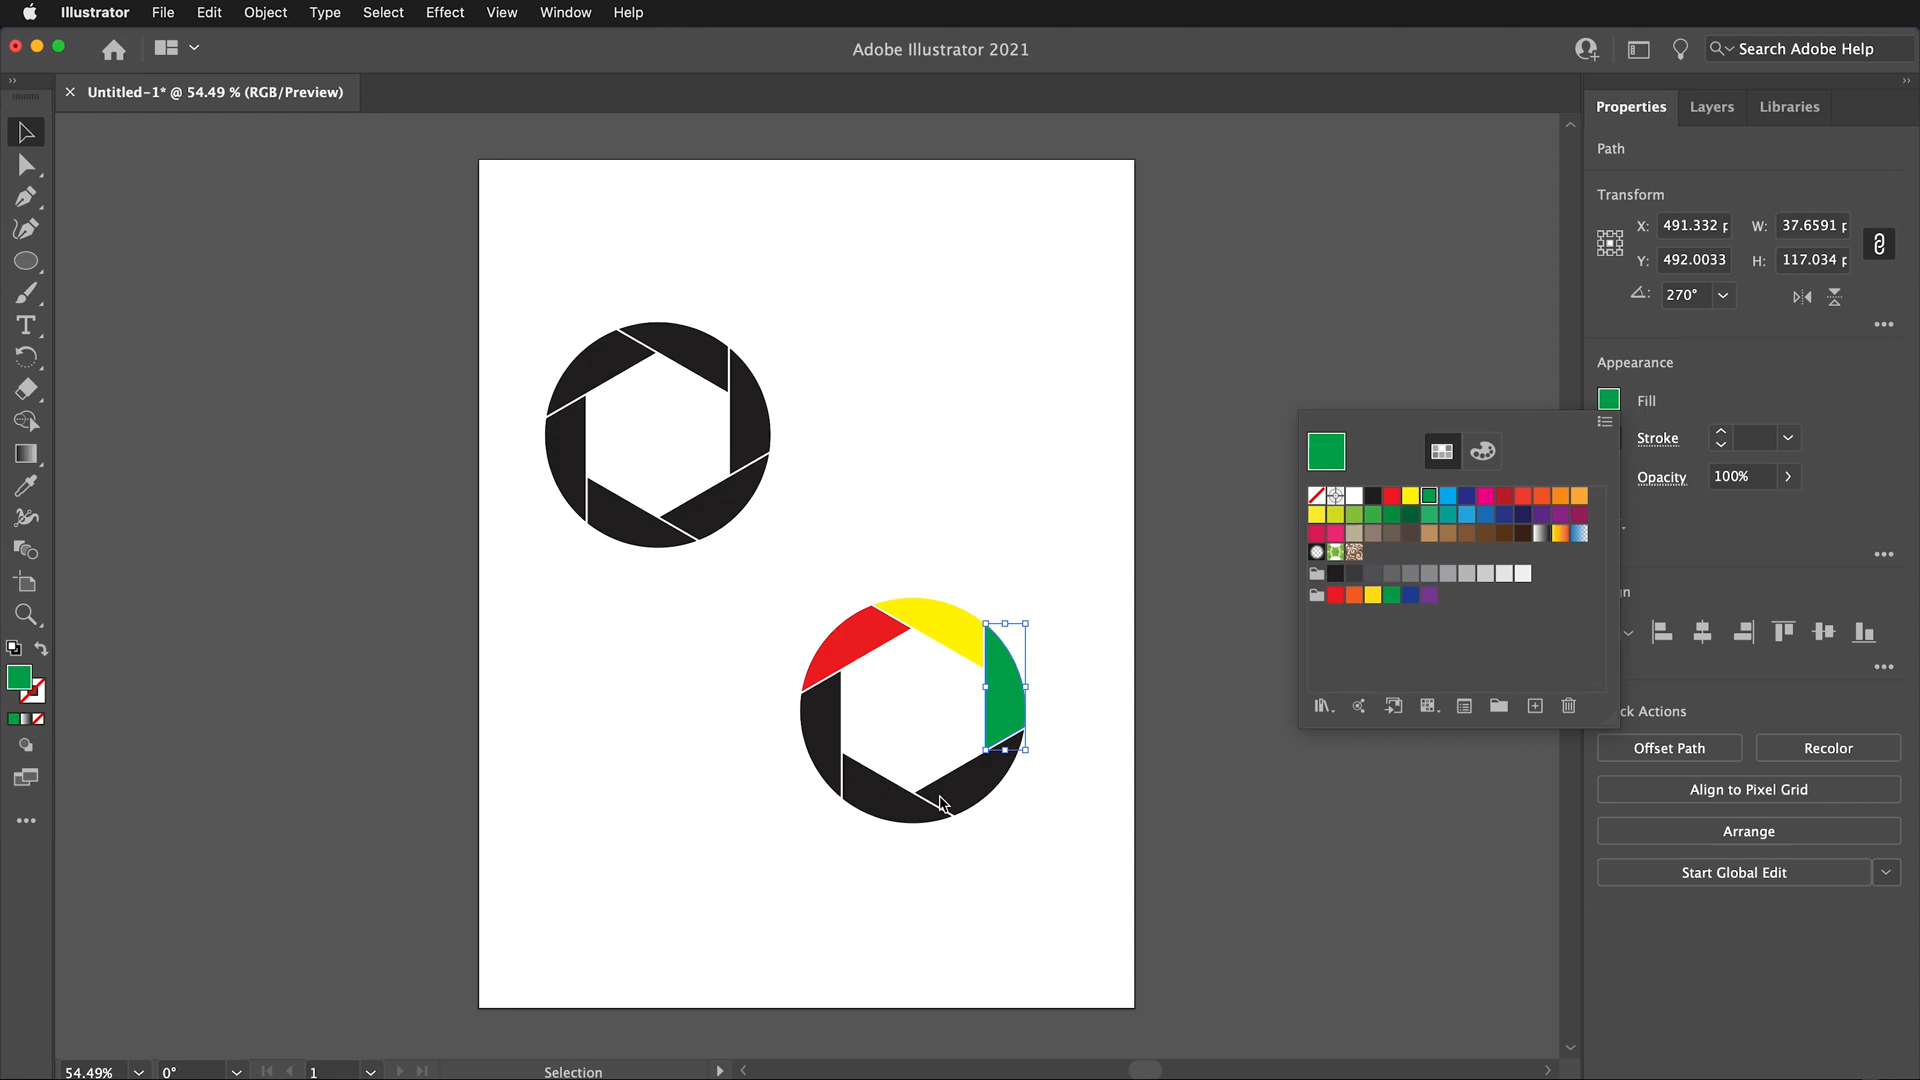 Illustrator File Edit Object Type Select Effect View Window Help
Adobe Illustrator 2021
Search Adobe Help
Untitled-1* @ 54.49 % (RGB/Preview)
Properties Layers Libraries
Path
Transform
X: 491.332 p W: 37.6591 p
Y: 492.0033 H: 117.034 p
270°
Appearance
Fill
Stroke
Opacity 100%
gn
ck Actions
Offset Path Recolor
Align to Pixel Grid
Arrange
Start Global Edit
54.49% 0° 1 Selection